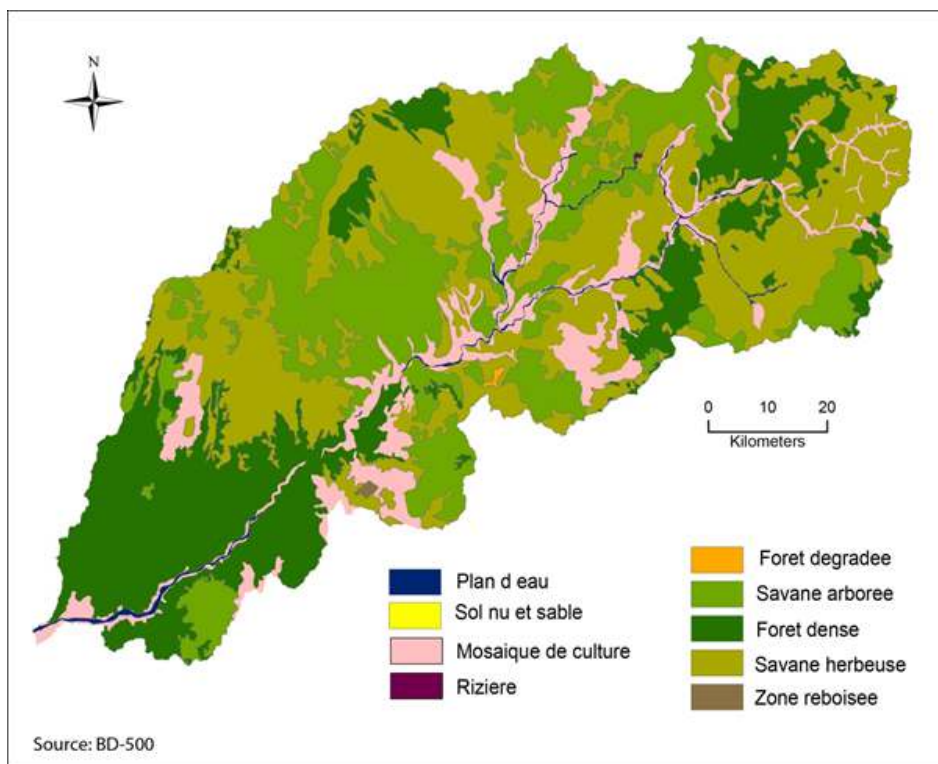 N
0 10 20
Kilometers
Plan d eau
Sol nu et sable
Mosaique de culture
Riziere
Foret degradee
Savane arboree
Foret dense
Savane herbeuse
Zone reboisee
Source: BD-500